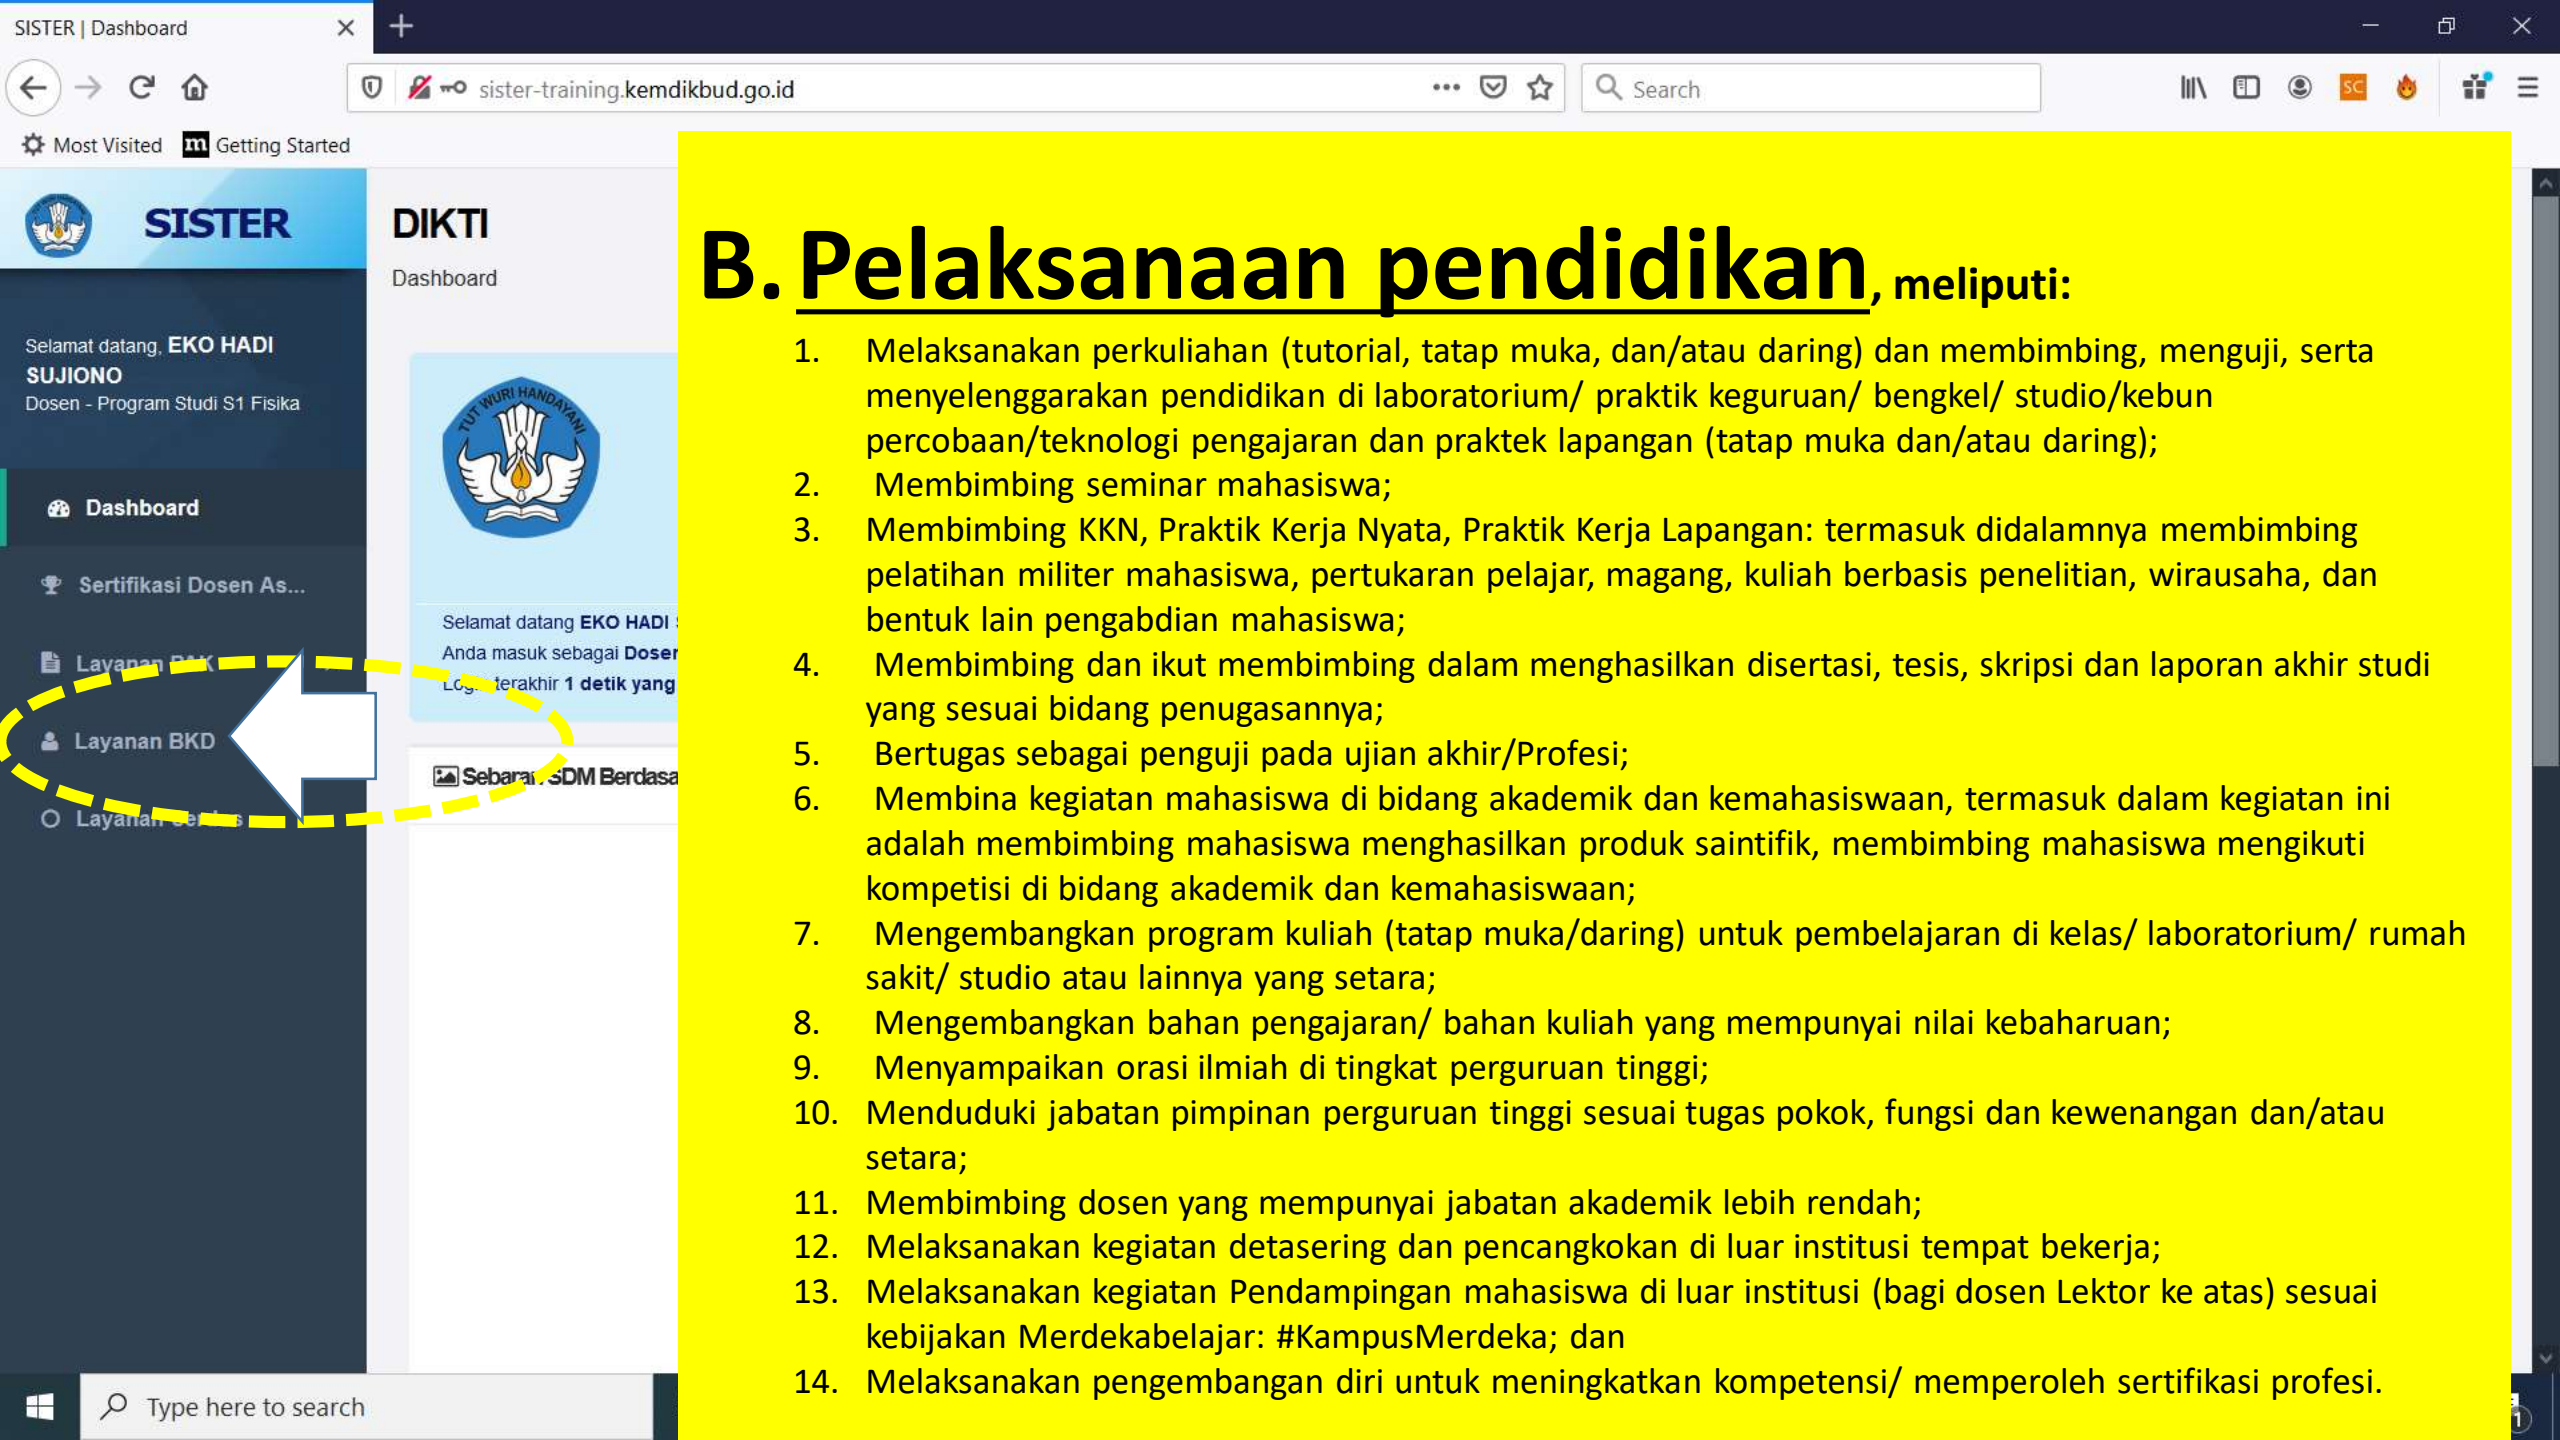 SISTER | Dashboard
sister-training.kemdikbud.go.id
Search
Most Visited
Getting Started
SISTER
DIKTI
Dashboard
Selamat datang, EKO HADI
SUJIONO
Dosen - Program Studi S1 Fisika
Dashboard
Sertifikasi Dosen As...
Layanan
Layanan BKD
Layanan
TUT WURI HANDAYANI
Selamat datang EKO HADI
Anda masuk sebagai Dosen
terakhir 1 detik yang
Sebaran SDM Berdasa
B. Pelaksanaan pendidikan, meliputi:
1. Melaksanakan perkuliahan (tutorial, tatap muka, dan/atau daring) dan membimbing, menguji, serta
menyelenggarakan pendidikan di laboratorium/ praktik keguruan/ bengkel/ studio/kebun
percobaan/teknologi pengajaran dan praktek lapangan (tatap muka dan/atau daring);
2. Membimbing seminar mahasiswa;
3. Membimbing KKN, Praktik Kerja Nyata, Praktik Kerja Lapangan: termasuk didalamnya membimbing
pelatihan militer mahasiswa, pertukaran pelajar, magang, kuliah berbasis penelitian, wirausaha, dan
bentuk lain pengabdian mahasiswa;
4. Membimbing dan ikut membimbing dalam menghasilkan disertasi, tesis, skripsi dan laporan akhir studi
yang sesuai bidang penugasannya;
5. Bertugas sebagai penguji pada ujian akhir/Profesi;
6. Membina kegiatan mahasiswa di bidang akademik dan kemahasiswaan, termasuk dalam kegiatan ini
adalah membimbing mahasiswa menghasilkan produk saintifik, membimbing mahasiswa mengikuti
kompetisi di bidang akademik dan kemahasiswaan;
7. Mengembangkan program kuliah (tatap muka/daring) untuk pembelajaran di kelas/ laboratorium/ rumah
sakit/ studio atau lainnya yang setara;
8. Mengembangkan bahan pengajaran/ bahan kuliah yang mempunyai nilai kebaharuan;
9. Menyampaikan orasi ilmiah di tingkat perguruan tinggi;
10. Menduduki jabatan pimpinan perguruan tinggi sesuai tugas pokok, fungsi dan kewenangan dan/atau
setara;
11. Membimbing dosen yang mempunyai jabatan akademik lebih rendah;
12. Melaksanakan kegiatan detasering dan pencangkokan di luar institusi tempat bekerja;
13. Melaksanakan kegiatan Pendampingan mahasiswa di luar institusi (bagi dosen Lektor ke atas) sesuai
kebijakan Merdekabelajar: #KampusMerdeka; dan
14. Melaksanakan pengembangan diri untuk meningkatkan kompetensi/ memperoleh sertifikasi profesi.
Type here to search